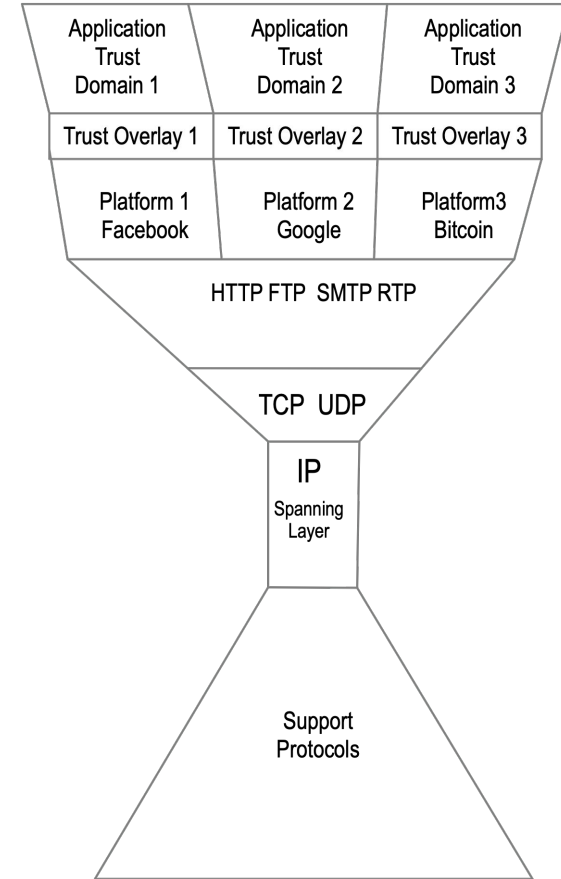 Application
Trust
Domain 1
Application
Trust
Domain 2
Application
Trust
Domain 3
Trust Overlay 1
Trust Overlay 2
Trust Overlay 3
Platform 1
Facebook
Platform 2
Google
Platform3
Bitcoin
HTTP FTP SMTP RTP
TCP UDP
IP
Spanning
Layer
Support
Protocols